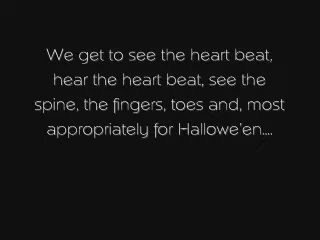 We get to see the heart beat,
hear the heart beat, see the
spine, the fingers, toes and, most
appropriately for Hallowe'en....